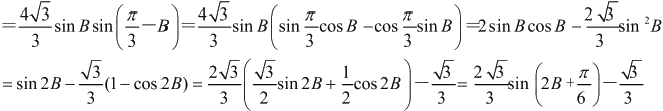 =\frac{4\sqrt{3}}{3}\sin B\sin\left(\frac{\pi}{3}-B\right)=\frac{4\sqrt{3}}{3}\sin B\left(\sin\frac{\pi}{3}\cos B-\cos\frac{\pi}{3}\sin B\right)=2\sin B\cos B-\frac{2\sqrt{3}}{3}\sin^{2}B
=\sin 2B-\frac{\sqrt{3}}{3}(1-\cos 2B)=\frac{2\sqrt{3}}{3}\left(\frac{\sqrt{3}}{2}\sin 2B+\frac{1}{2}\cos 2B\right)-\frac{\sqrt{3}}{3}=\frac{2\sqrt{3}}{3}\sin\left(2B+\frac{\pi}{6}\right)-\frac{\sqrt{3}}{3}